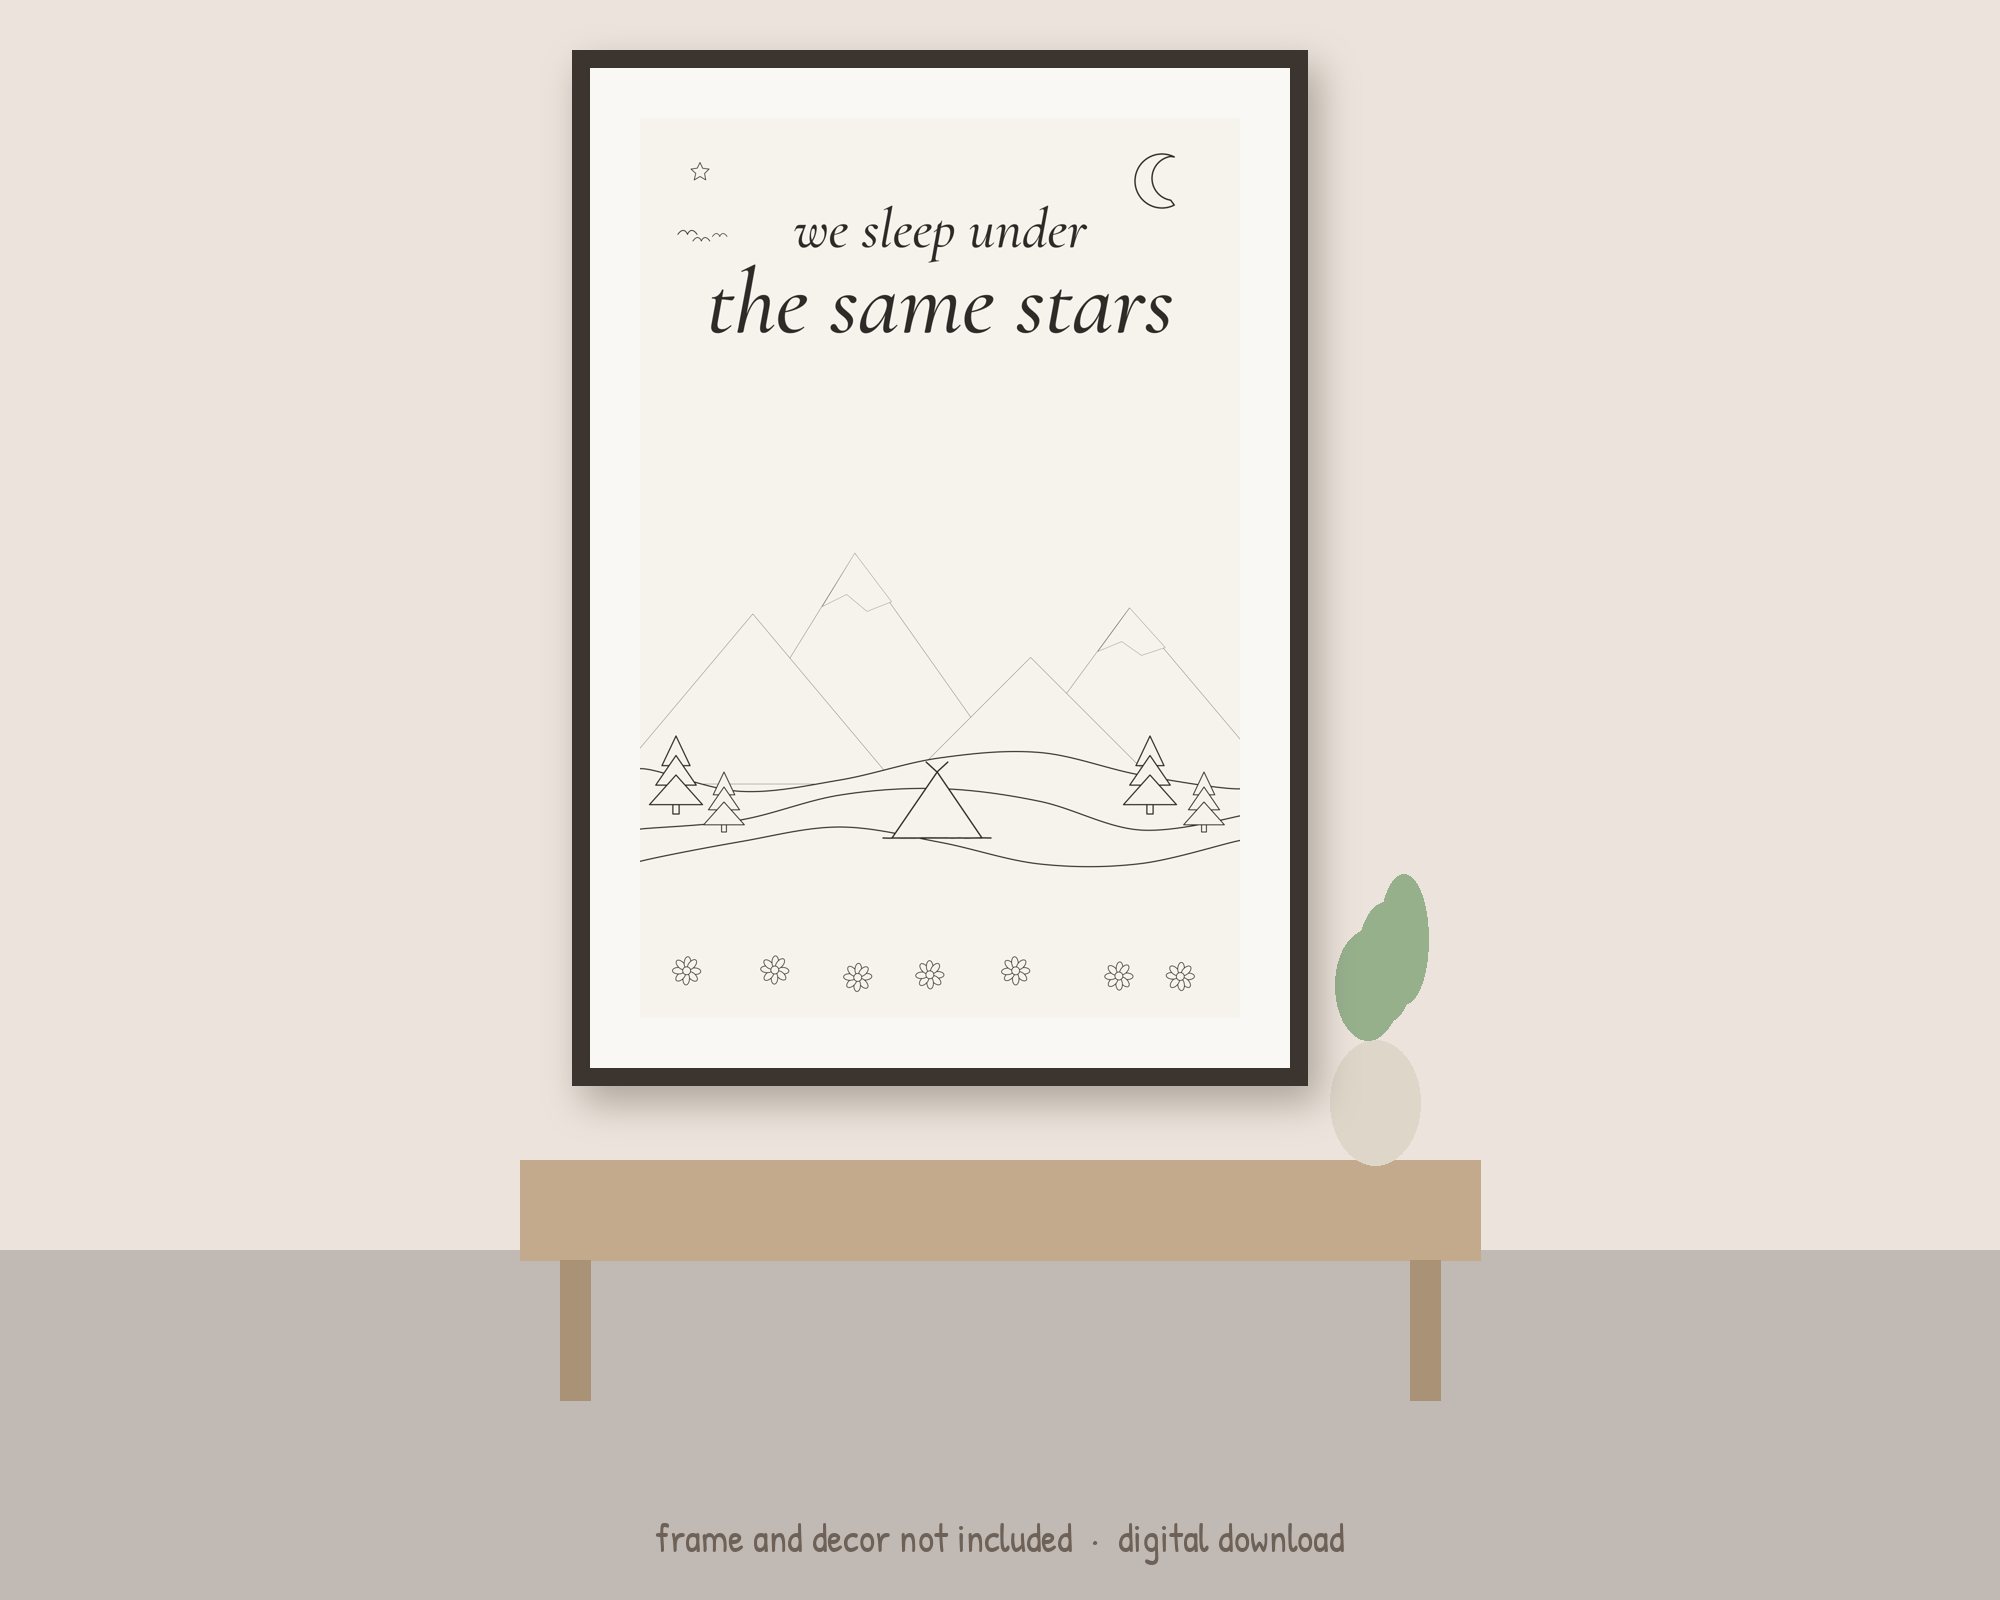 we sleep under
the same stars
frame and decor not included · digital download